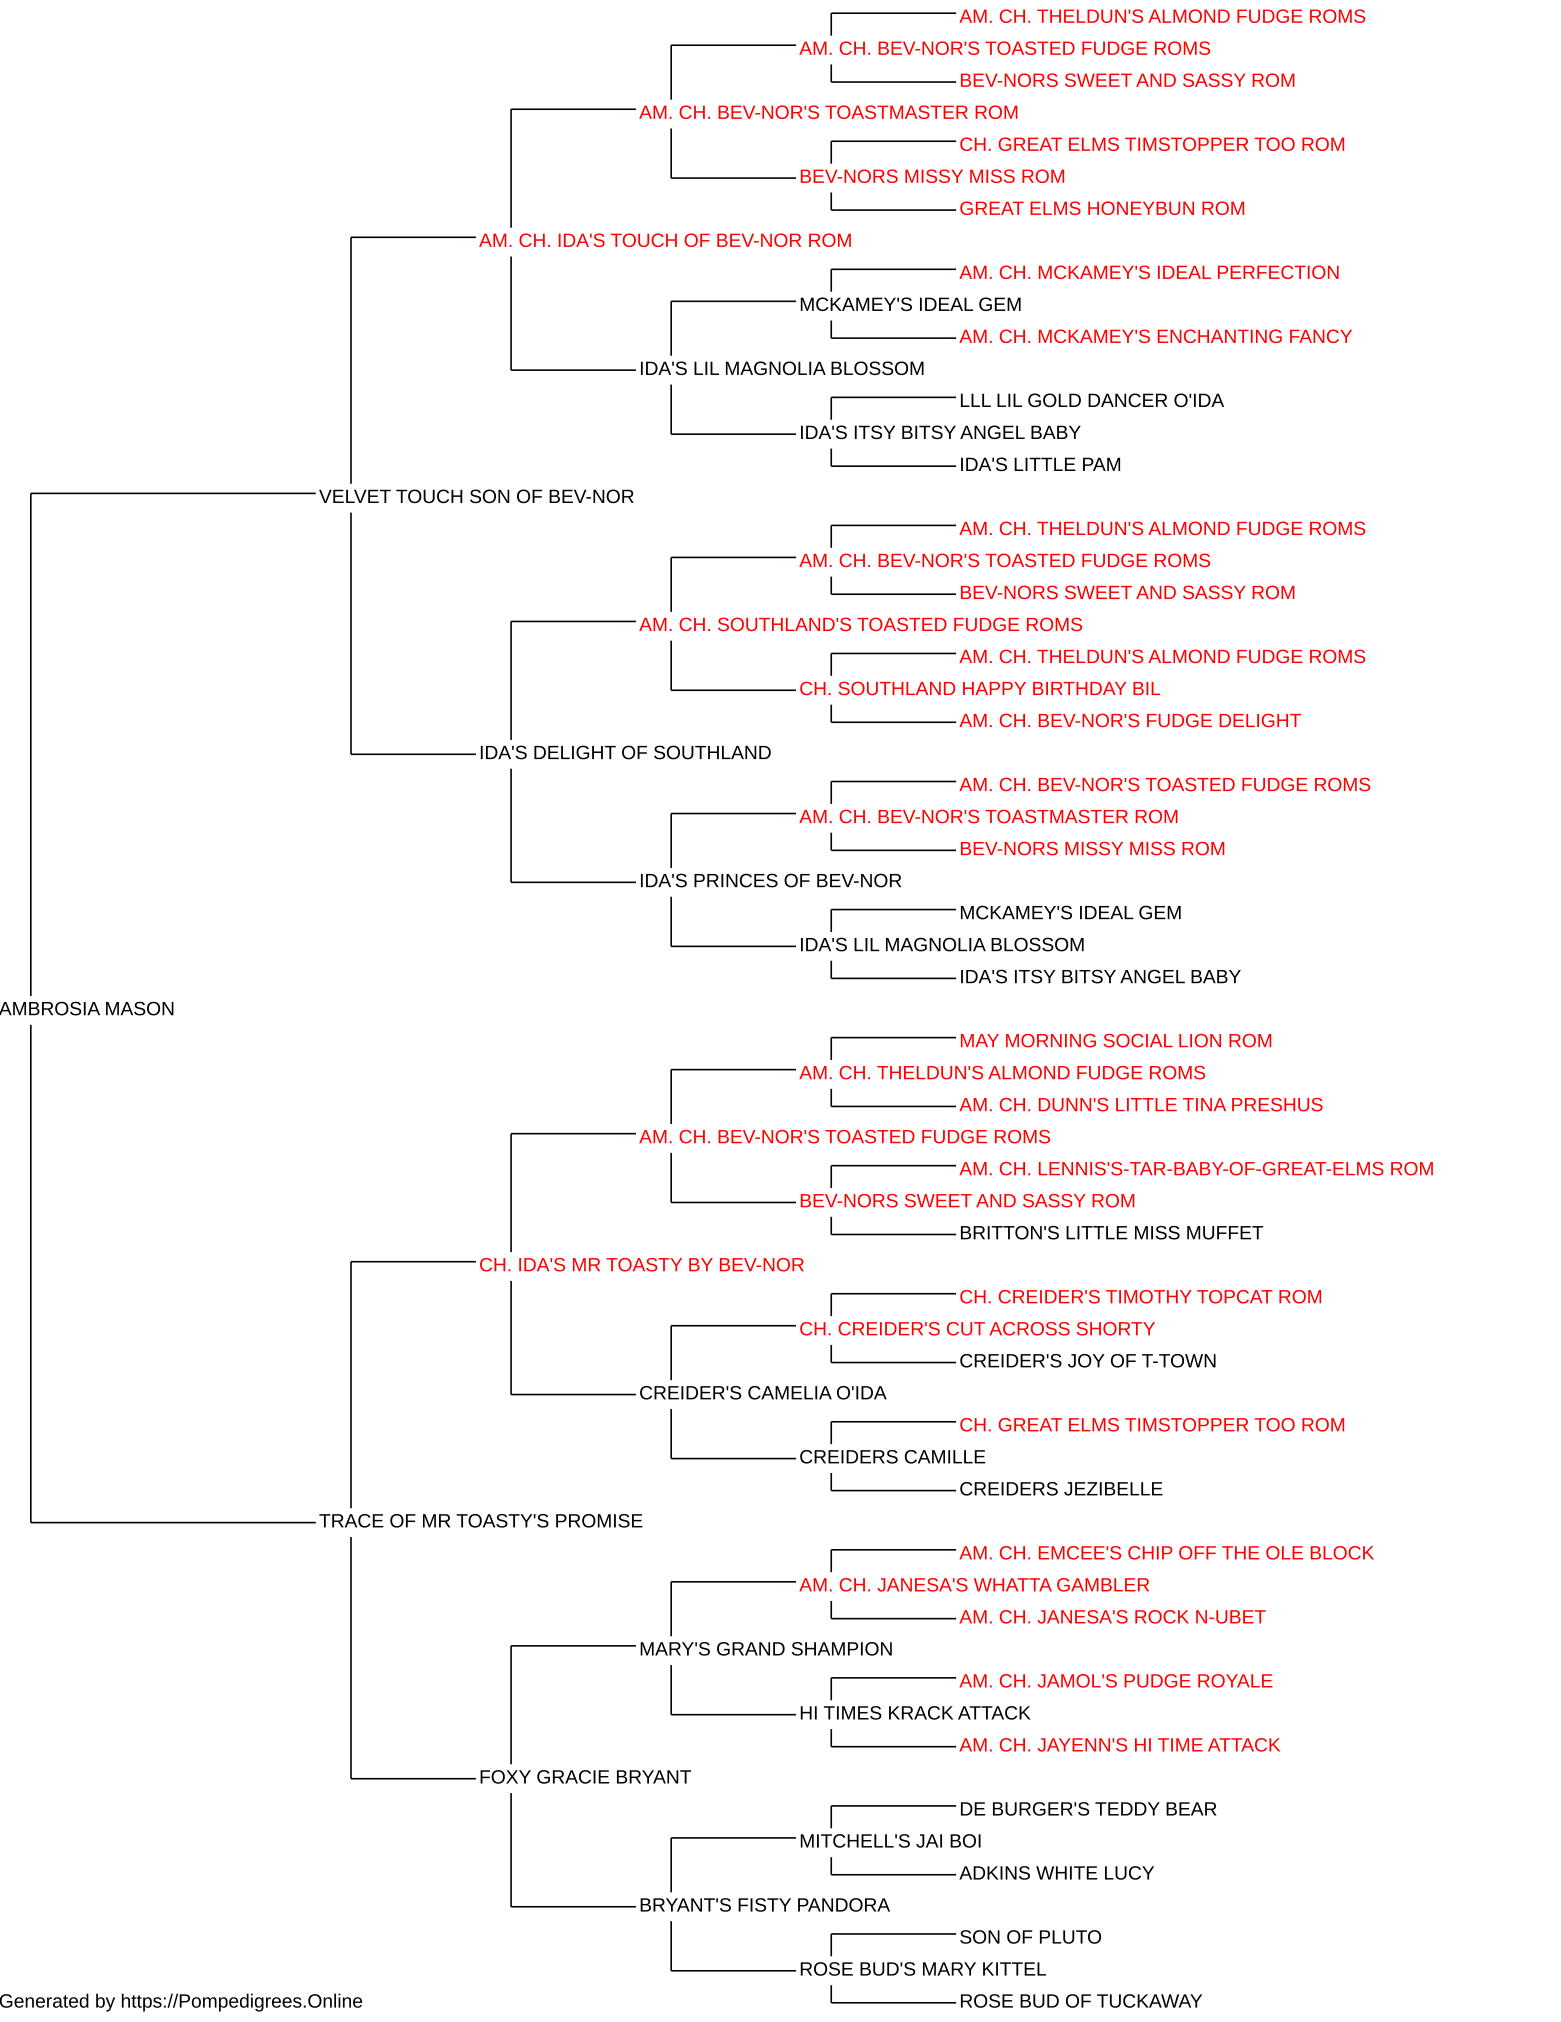 AM. CH. THELDUN'S ALMOND FUDGE ROMS
AM. CH. BEV-NOR'S TOASTED FUDGE ROMS
BEV-NORS SWEET AND SASSY ROM
AM. CH. BEV-NOR'S TOASTMASTER ROM
CH. GREAT ELMS TIMSTOPPER TOO ROM
BEV-NORS MISSY MISS ROM
GREAT ELMS HONEYBUN ROM
AM. CH. IDA'S TOUCH OF BEV-NOR ROM
AM. CH. MCKAMEY'S IDEAL PERFECTION
MCKAMEY'S IDEAL GEM
AM. CH. MCKAMEY'S ENCHANTING FANCY
IDA'S LIL MAGNOLIA BLOSSOM
LLL LIL GOLD DANCER O'IDA
IDA'S ITSY BITSY ANGEL BABY
IDA'S LITTLE PAM
VELVET TOUCH SON OF BEV-NOR
AM. CH. THELDUN'S ALMOND FUDGE ROMS
AM. CH. BEV-NOR'S TOASTED FUDGE ROMS
BEV-NORS SWEET AND SASSY ROM
AM. CH. SOUTHLAND'S TOASTED FUDGE ROMS
AM. CH. THELDUN'S ALMOND FUDGE ROMS
CH. SOUTHLAND HAPPY BIRTHDAY BIL
AM. CH. BEV-NOR'S FUDGE DELIGHT
IDA'S DELIGHT OF SOUTHLAND
AM. CH. BEV-NOR'S TOASTED FUDGE ROMS
AM. CH. BEV-NOR'S TOASTMASTER ROM
BEV-NORS MISSY MISS ROM
IDA'S PRINCES OF BEV-NOR
MCKAMEY'S IDEAL GEM
IDA'S LIL MAGNOLIA BLOSSOM
IDA'S ITSY BITSY ANGEL BABY
AMBROSIA MASON
MAY MORNING SOCIAL LION ROM
AM. CH. THELDUN'S ALMOND FUDGE ROMS
AM. CH. DUNN'S LITTLE TINA PRESHUS
AM. CH. BEV-NOR'S TOASTED FUDGE ROMS
AM. CH. LENNIS'S-TAR-BABY-OF-GREAT-ELMS ROM
BEV-NORS SWEET AND SASSY ROM
BRITTON'S LITTLE MISS MUFFET
CH. IDA'S MR TOASTY BY BEV-NOR
CH. CREIDER'S TIMOTHY TOPCAT ROM
CH. CREIDER'S CUT ACROSS SHORTY
CREIDER'S JOY OF T-TOWN
CREIDER'S CAMELIA O'IDA
CH. GREAT ELMS TIMSTOPPER TOO ROM
CREIDERS CAMILLE
CREIDERS JEZIBELLE
TRACE OF MR TOASTY'S PROMISE
AM. CH. EMCEE'S CHIP OFF THE OLE BLOCK
AM. CH. JANESA'S WHATTA GAMBLER
AM. CH. JANESA'S ROCK N-UBET
MARY'S GRAND SHAMPION
AM. CH. JAMOL'S PUDGE ROYALE
HI TIMES KRACK ATTACK
AM. CH. JAYENN'S HI TIME ATTACK
FOXY GRACIE BRYANT
DE BURGER'S TEDDY BEAR
MITCHELL'S JAI BOI
ADKINS WHITE LUCY
BRYANT'S FISTY PANDORA
SON OF PLUTO
ROSE BUD'S MARY KITTEL
ROSE BUD OF TUCKAWAY
Generated by https://Pompedigrees.Online